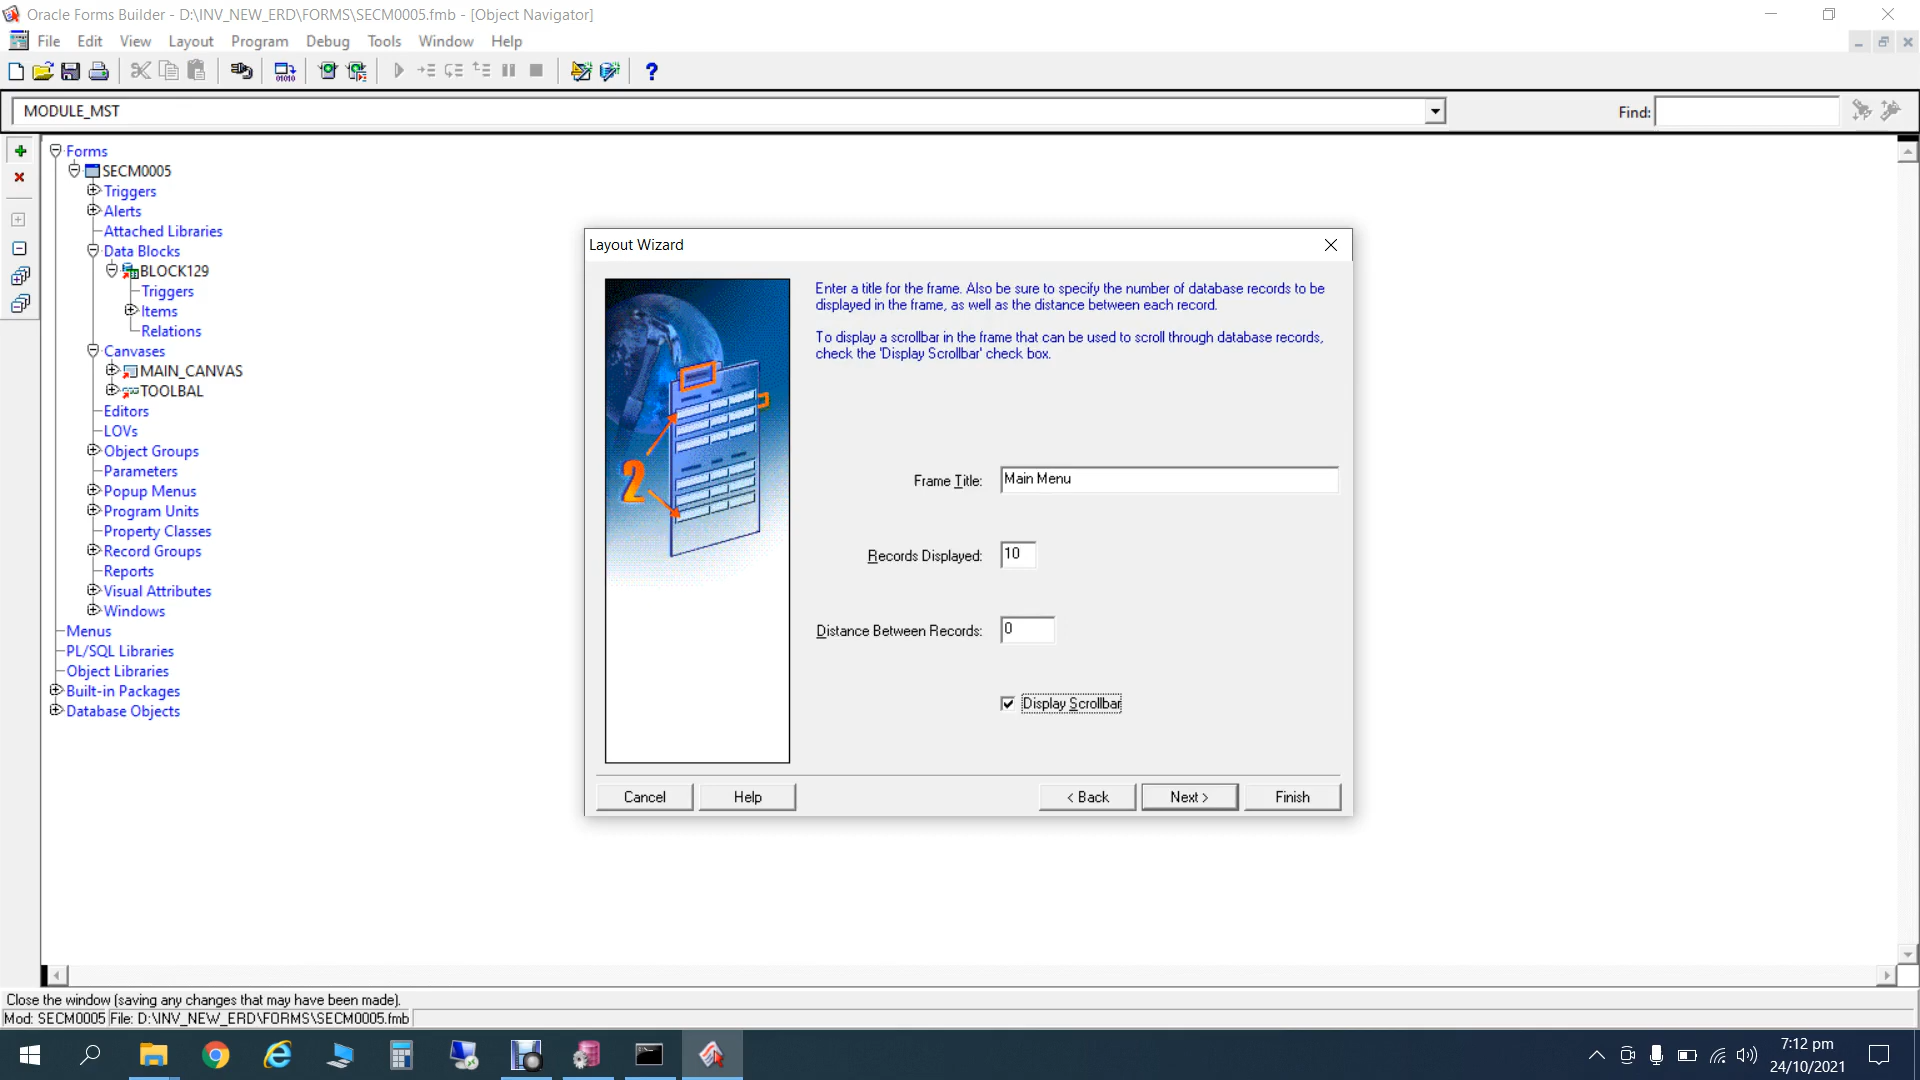 Oracle Forms Builder - D:\INV_NEW_ERD\FORMS\SECM0005.fmb - [Object Navigator]
File Edit View Layout Program Debug Tools Window Help
MODULE_MST
Find:
Forms
SECM0005
Triggers
Alerts
Attached Libraries
Data Blocks
BLOCK129
Triggers
Items
Relations
Canvases
MAIN_CANVAS
TOOLBAL
Editors
LOVs
Object Groups
Parameters
Popup Menus
Program Units
Property Classes
Record Groups
Reports
Visual Attributes
Windows
Menus
PL/SQL Libraries
Object Libraries
Built-in Packages
Database Objects
Layout Wizard
Enter a title for the frame. Also be sure to specify the number of database records to be
displayed in the frame, as well as the distance between each record.
To display a scrollbar in the frame that can be used to scroll through database records,
check the 'Display Scrollbar' check box.
2
Frame Title: Main Menu
Records Displayed: 10
Distance Between Records: 0
Display Scrollbar
Cancel Help < Back Next > Finish
Close the window (saving any changes that may have been made).
Mod: SECM0005 File: D:\INV_NEW_ERD\FORMS\SECM0005.fmb
7:12 pm
24/10/2021